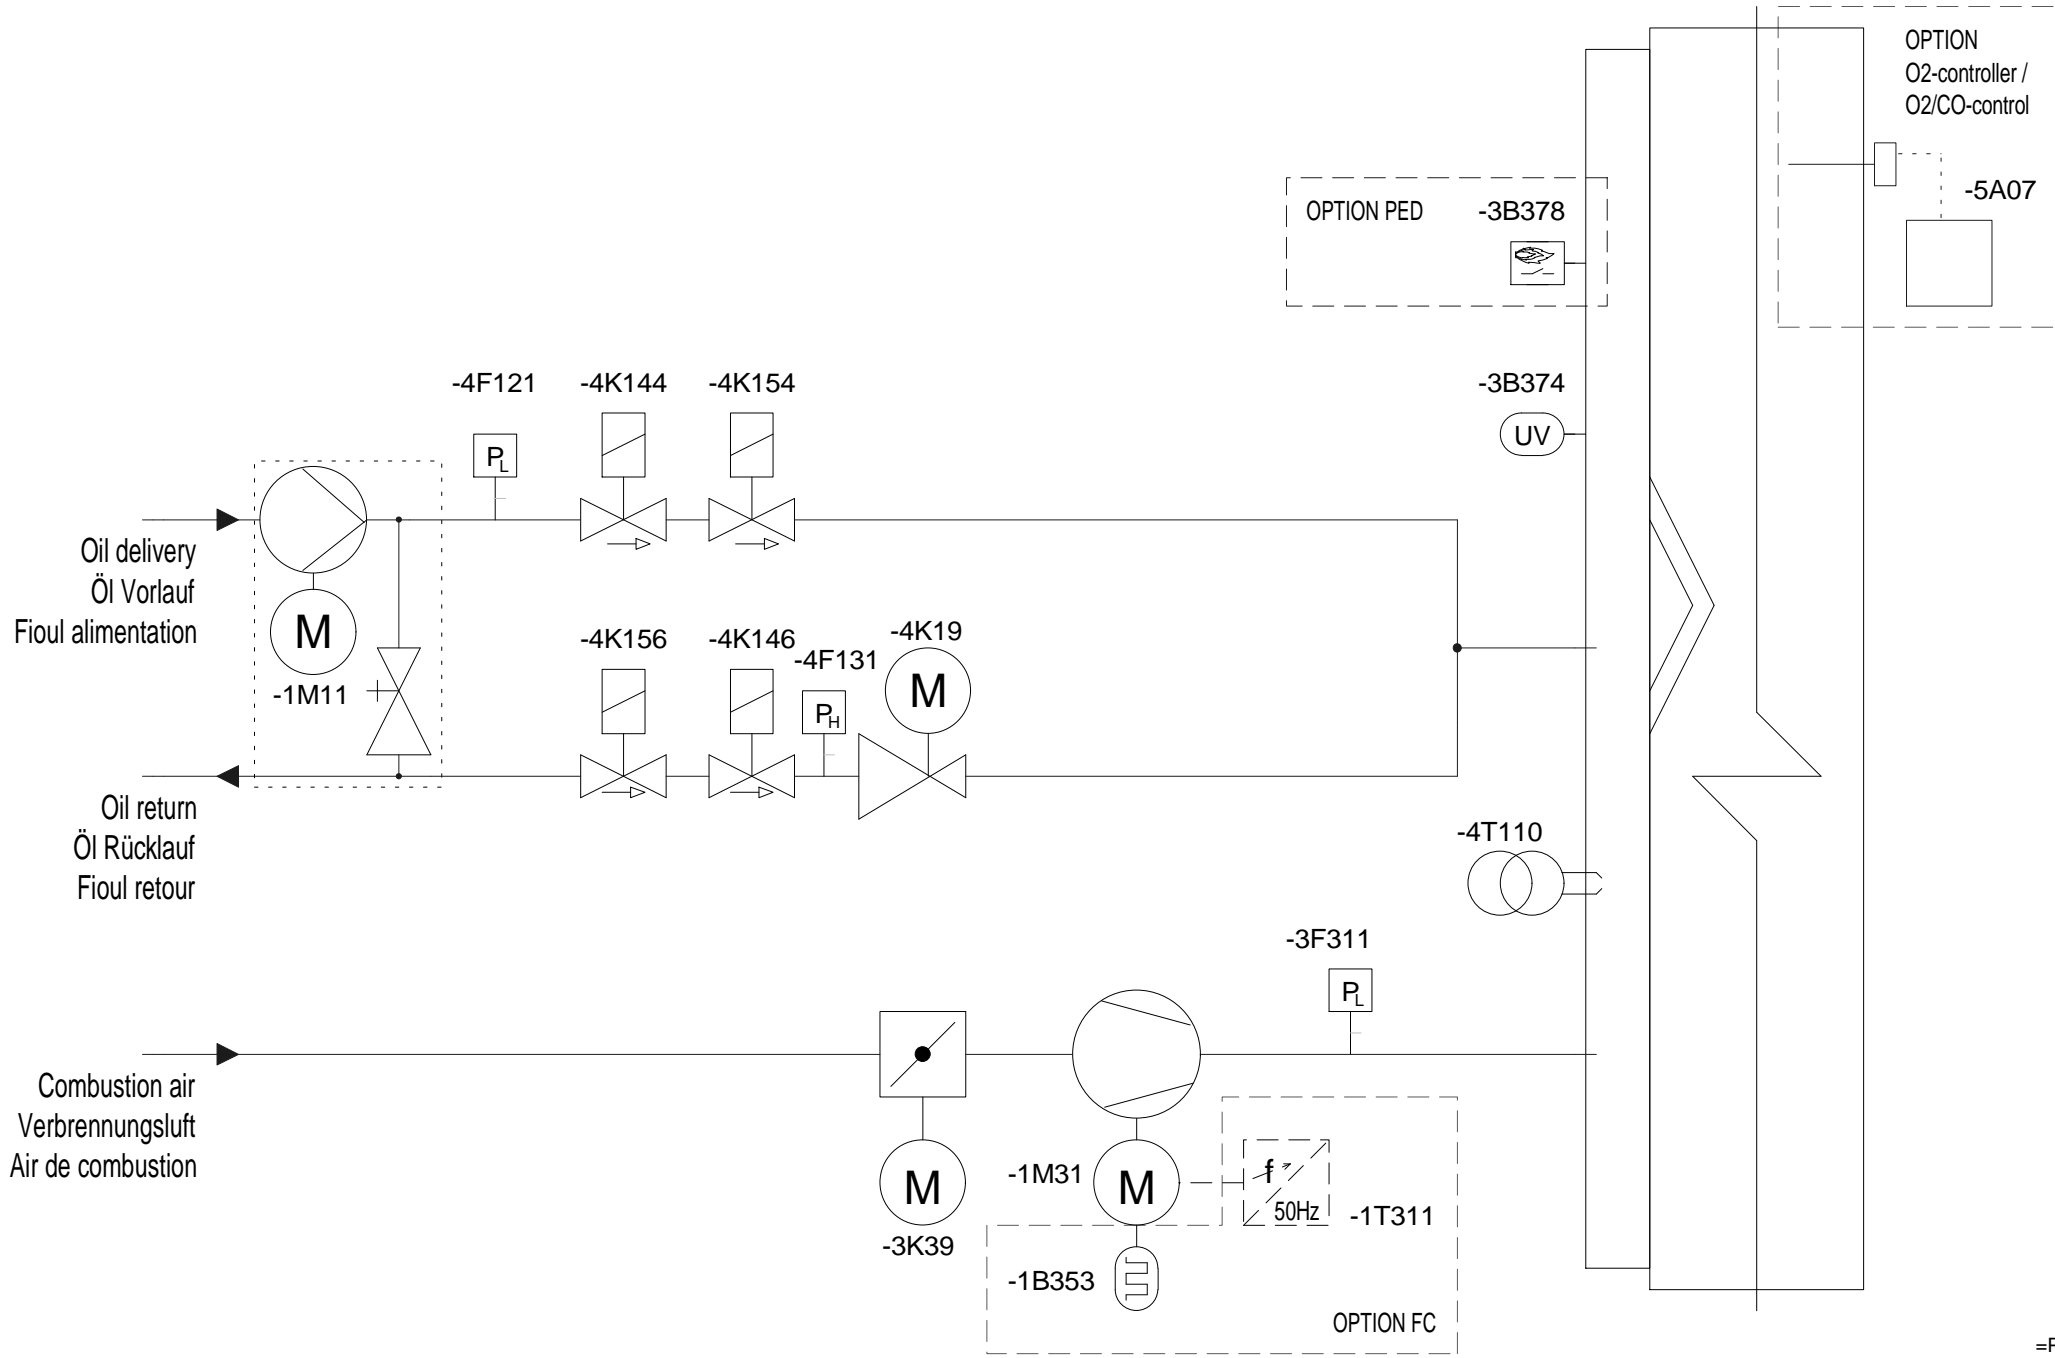 OPTION
O2-controller /
O2/CO-control
-5A07
OPTION PED
-3B378
-3B374
UV
-4F121
-4K144
-4K154
PL
Oil delivery
Öl Vorlauf
Fioul alimentation
M
-1M11
-4K156
-4K146
-4F131
-4K19
PH
M
Oil return
Öl Rücklauf
Fioul retour
-4T110
-3F311
PL
Combustion air
Verbrennungsluft
Air de combustion
M
-3K39
-1M31
M
f
50Hz
-1T311
-1B353
OPTION FC